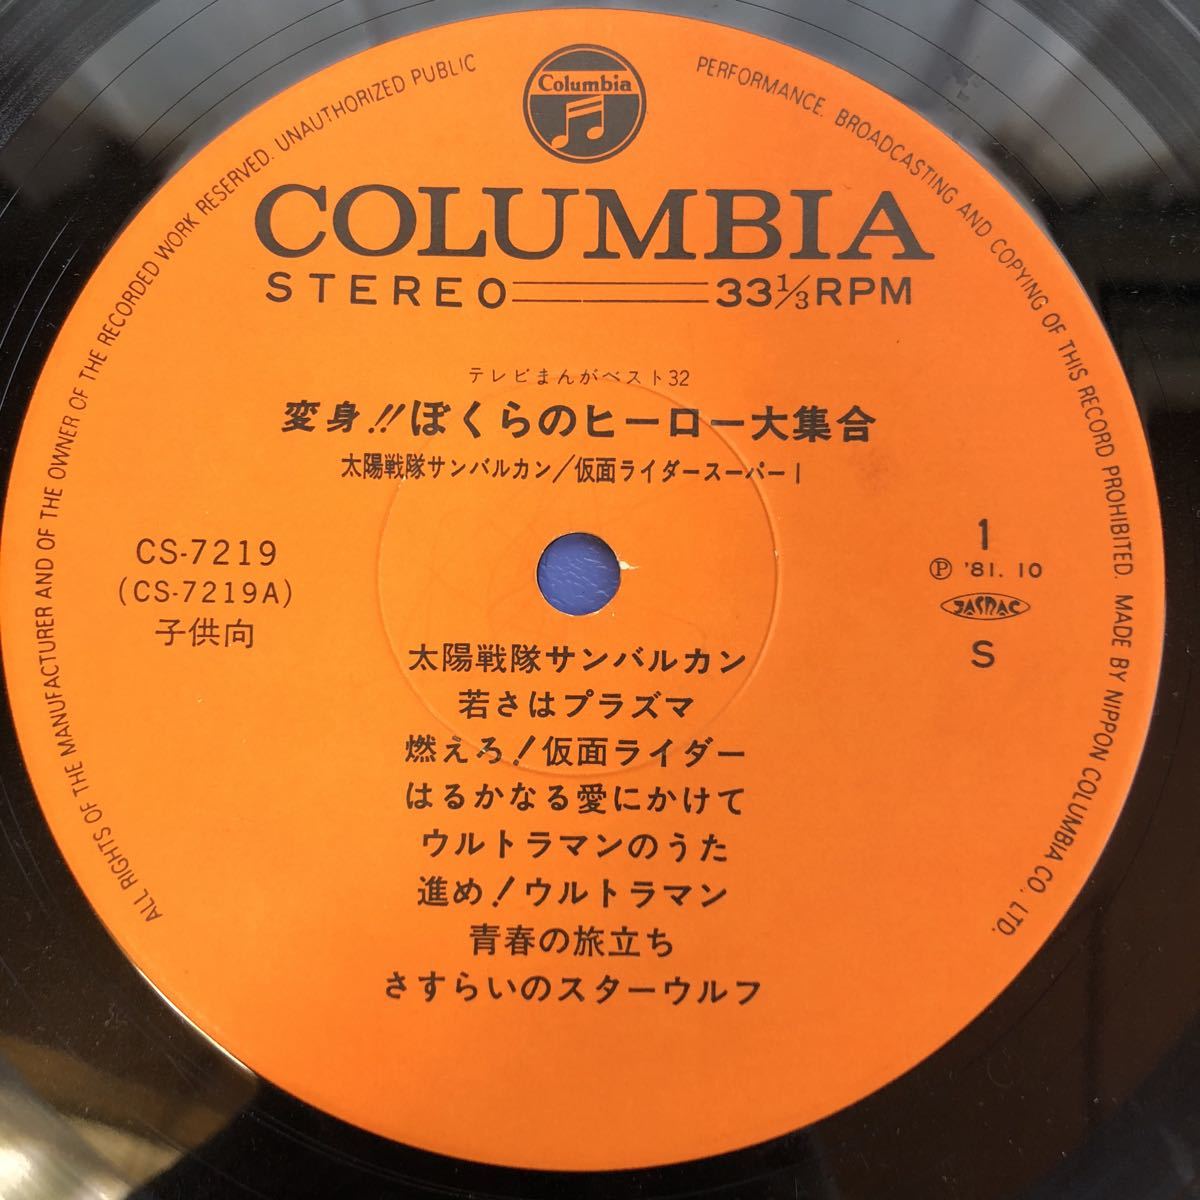 Columbia
COLUMBIA
STEREO 33 1/3 RPM
テレビまんがベスト32
変身!!ぼくらのヒーロー大集合
太陽戦隊サンバルカン/仮面ライダースーパー1
CS-7219
(CS-7219A)
子供向
1
Ⓟ '81.10
JASRAC
S
太陽戦隊サンバルカン
若さはプラズマ
燃えろ!仮面ライダー
はるかなる愛にかけて
ウルトラマンのうた
進め!ウルトラマン
青春の旅立ち
さすらいのスターウルフ
ALL RIGHTS OF THE MANUFACTURER AND OF THE OWNER OF THE RECORDED WORK RESERVED. UNAUTHORIZED PUBLIC PERFORMANCE. BROADCASTING AND COPYING OF THIS RECORD PROHIBITED. MADE BY NIPPON COLUMBIA CO., LTD.